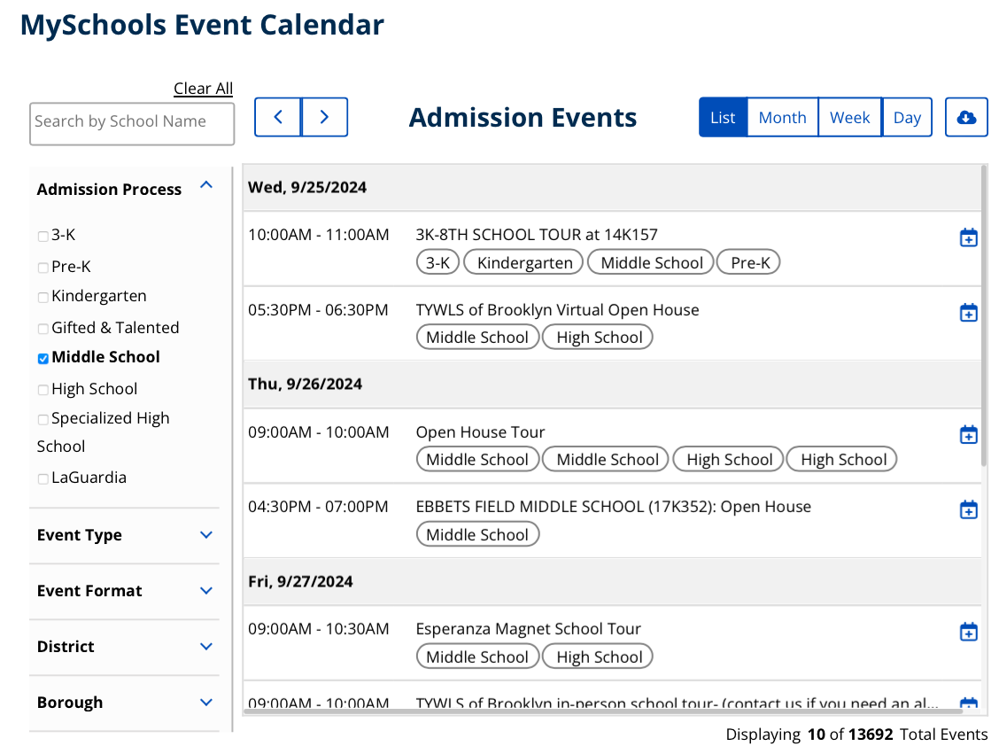 MySchools Event Calendar
Clear All
Search by School Name
Admission Events
List Month Week Day
Admission Process
3-K
Pre-K
Kindergarten
Gifted & Talented
Middle School
High School
Specialized High
School
LaGuardia
Event Type
Event Format
District
Borough
Wed, 9/25/2024
10:00AM - 11:00AM 3K-8TH SCHOOL TOUR at 14K157
3-K Kindergarten Middle School Pre-K
05:30PM - 06:30PM TYWLS of Brooklyn Virtual Open House
Middle School High School
Thu, 9/26/2024
09:00AM - 10:00AM Open House Tour
Middle School Middle School High School High School
04:30PM - 07:00PM EBBETS FIELD MIDDLE SCHOOL (17K352): Open House
Middle School
Fri, 9/27/2024
09:00AM - 10:30AM Esperanza Magnet School Tour
Middle School High School
09:00AM - 10:00AM TYWLS of Brooklyn in-person school tour- (contact us if you need an al...
Displaying 10 of 13692 Total Events